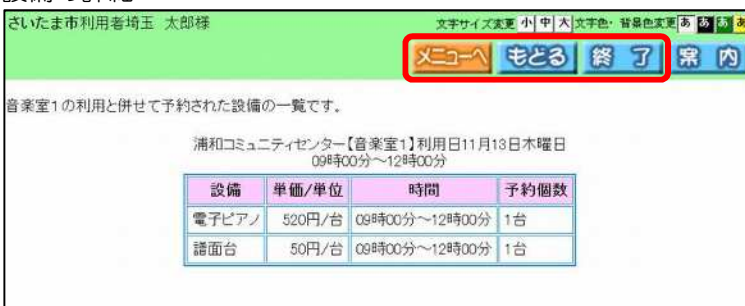 さいたま市利用者埼玉 太郎様
文字サイズ変更 小 中 大 文字色・背景色変更 あ あ あ あ
メニューへ もどる 終了 案内
音楽室1の利用と併せて予約された設備の一覧です。
浦和コミュニティセンター【音楽室1】利用日11月13日木曜日
09時00分～12時00分
設備 単価/単位 時間 予約個数
電子ピアノ 520円/台 09時00分～12時00分 1台
譜面台 50円/台 09時00分～12時00分 1台